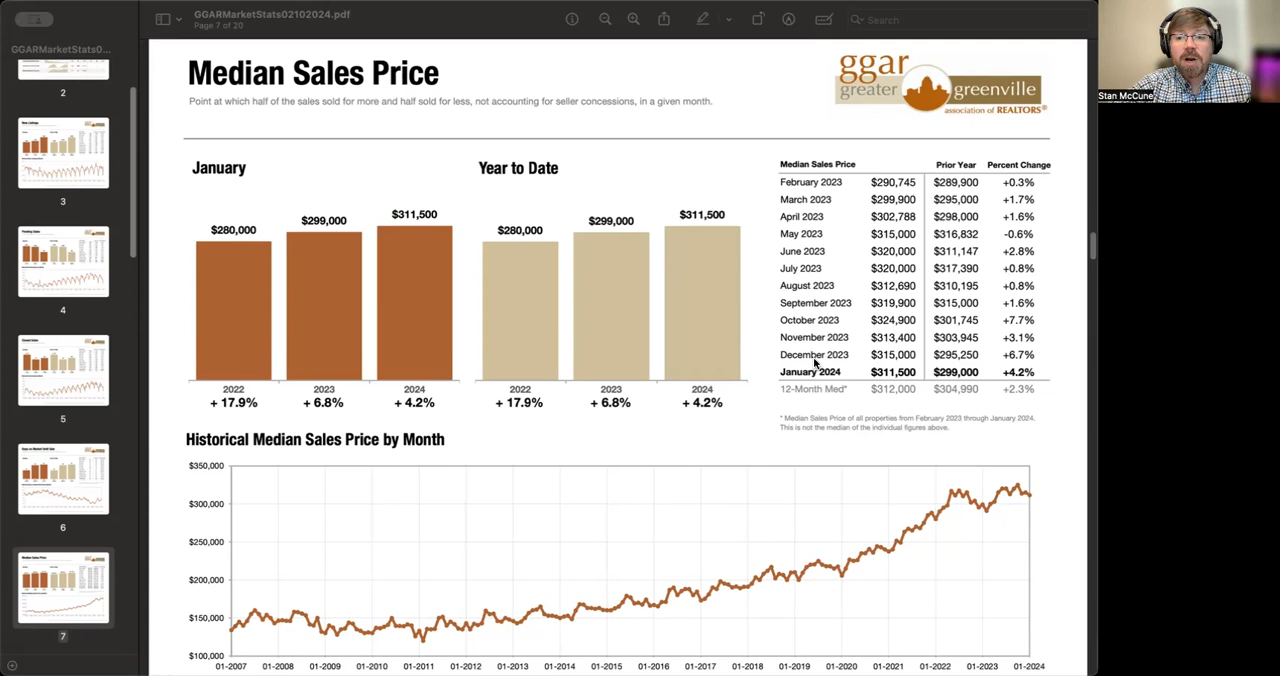 GGARMarketStats02102024.pdf
Page 7 of 20
Search
GGARMarketStats0...
2
3
4
5
6
7
Stan McCune
Median Sales Price
Point at which half of the sales sold for more and half sold for less, not accounting for seller concessions, in a given month.
ggar
greater greenville
association of REALTORS®
January
$280,000 $299,000 $311,500
2022 2023 2024
+ 17.9% + 6.8% + 4.2%
Year to Date
$280,000 $299,000 $311,500
2022 2023 2024
+ 17.9% + 6.8% + 4.2%
Median Sales Price Prior Year Percent Change
February 2023 $290,745 $289,900 +0.3%
March 2023 $299,900 $295,000 +1.7%
April 2023 $302,788 $298,000 +1.6%
May 2023 $315,000 $316,832 -0.6%
June 2023 $320,000 $311,147 +2.8%
July 2023 $320,000 $317,390 +0.8%
August 2023 $312,690 $310,195 +0.8%
September 2023 $319,900 $315,000 +1.6%
October 2023 $324,900 $301,745 +7.7%
November 2023 $313,400 $303,945 +3.1%
December 2023 $315,000 $295,250 +6.7%
January 2024 $311,500 $299,000 +4.2%
12-Month Med* $312,000 $304,990 +2.3%
* Median Sales Price of all properties from February 2023 through January 2024.
This is not the median of the individual figures above.
Historical Median Sales Price by Month
$350,000
$300,000
$250,000
$200,000
$150,000
$100,000
01-2007 01-2008 01-2009 01-2010 01-2011 01-2012 01-2013 01-2014 01-2015 01-2016 01-2017 01-2018 01-2019 01-2020 01-2021 01-2022 01-2023 01-2024